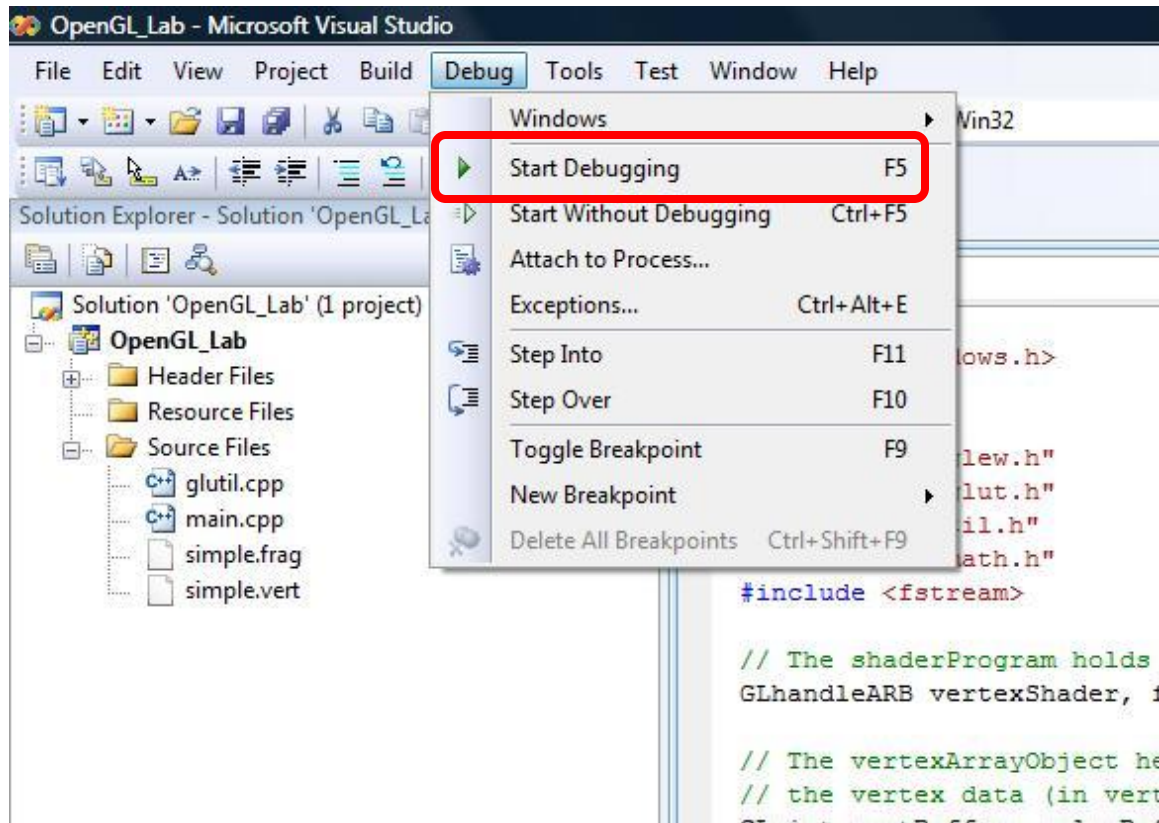 OpenGL_Lab - Microsoft Visual Studio
File Edit View Project Build Debug Tools Test Window Help
Windows
Win32
Start Debugging F5
Solution Explorer - Solution 'OpenGL_La
Start Without Debugging Ctrl+F5
Attach to Process...
Solution 'OpenGL_Lab' (1 project)
Exceptions... Ctrl+Alt+E
OpenGL_Lab
Step Into F11
ows.h>
Header Files
Resource Files
Step Over F10
Source Files
Toggle Breakpoint F9
lew.h"
glutil.cpp
New Breakpoint
lut.h"
main.cpp
il.h"
Delete All Breakpoints Ctrl+Shift+F9
simple.frag
ath.h"
simple.vert
#include <fstream>
// The shaderProgram holds
GLhandleARB vertexShader, f
// The vertexArrayObject he
// the vertex data (in vert